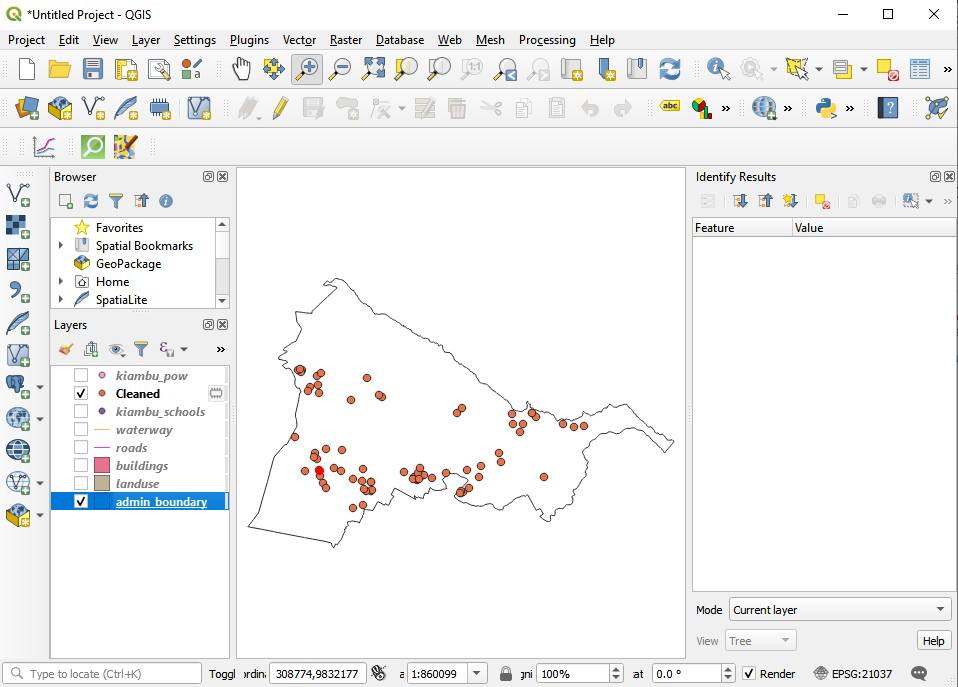 *Untitled Project - QGIS
Project Edit View Layer Settings Plugins Vector Raster Database Web Mesh Processing Help
a
1:1
abc
?
Browser
Identify Results
Favorites
Spatial Bookmarks
GeoPackage
Home
SpatiaLite
Feature Value
Layers
ε
kiambu_pow
Cleaned
kiambu_schools
waterway
roads
buildings
landuse
admin_boundary
Mode Current layer
View Tree Help
Type to locate (Ctrl+K) Toggl ordina 308774,9832177 a 1:860099 gni 100% at 0.0 ° Render EPSG:21037